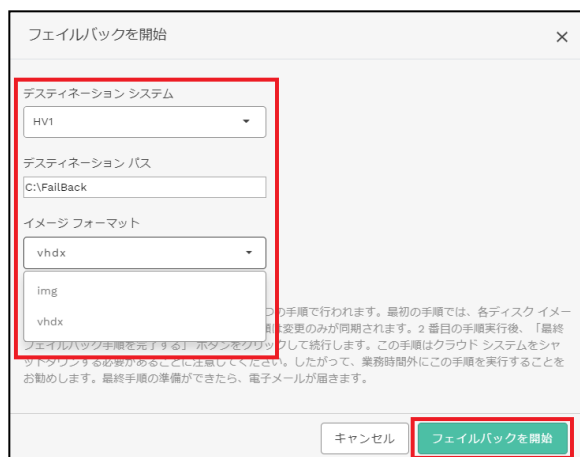 フェイルバックを開始
デスティネーション システム
HV1
デスティネーション パス
C:\FailBack
イメージ フォーマット
vhdx
img
vhdx
つの手順で行われます。最初の手順では、各ディスク イメー
は変更のみが同期されます。2 番目の手順実行後、「最終
フェイルバック手順を完了する」 ボタンをクリックして続行します。この手順はクラウド システムをシャ
ットダウンする必要があることに注意してください。したがって、業務時間外にこの手順を実行することを
お勧めします。最終手順の準備ができたら、電子メールが届きます。
キャンセル
フェイルバックを開始